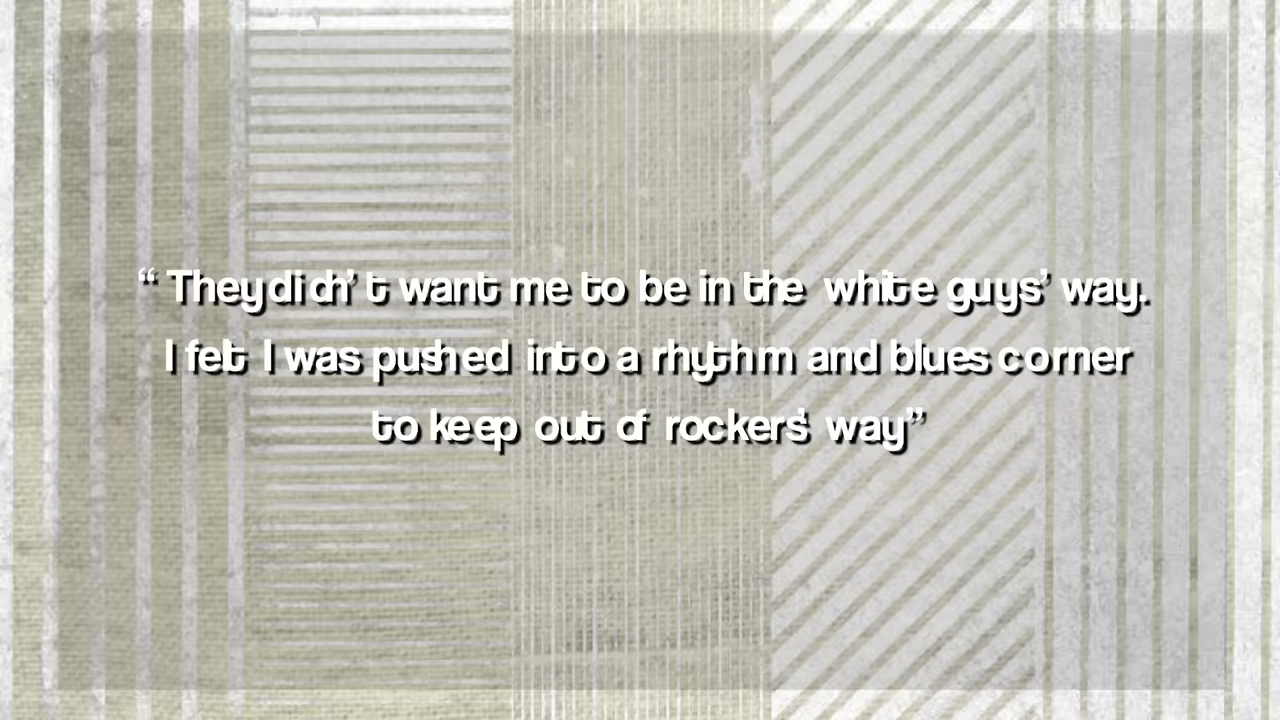 “ They didn’t want me to be in the white guys’ way.
I felt I was pushed into a rhythm and blues corner
to keep out of rockers’ way”